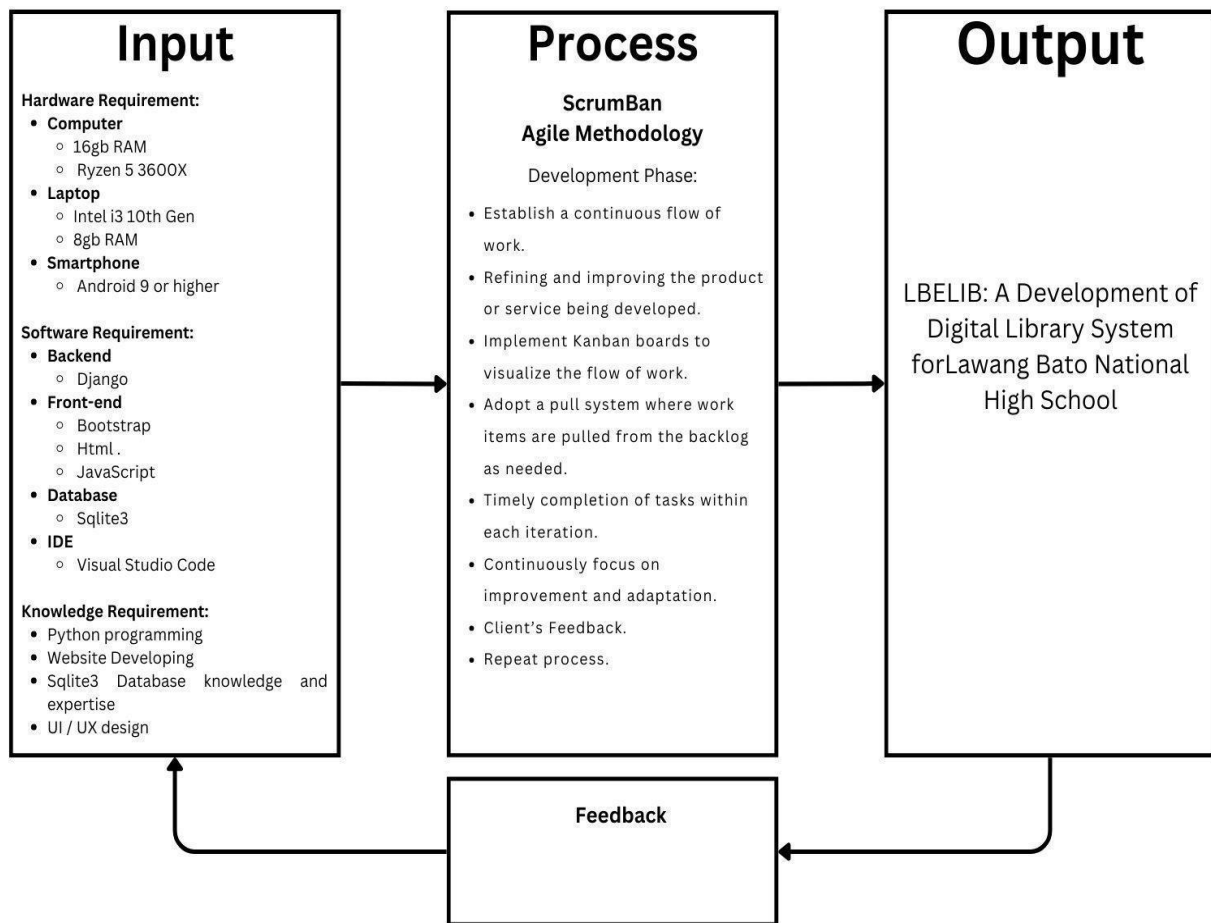 Input
Hardware Requirement:
• Computer
○ 16gb RAM
○ Ryzen 5 3600X
• Laptop
○ Intel i3 10th Gen
○ 8gb RAM
• Smartphone
○ Android 9 or higher
Software Requirement:
• Backend
○ Django
• Front-end
○ Bootstrap
○ Html .
○ JavaScript
• Database
○ Sqlite3
• IDE
○ Visual Studio Code
Knowledge Requirement:
• Python programming
• Website Developing
• Sqlite3 Database knowledge and
expertise
• UI / UX design
Process
ScrumBan
Agile Methodology
Development Phase:
• Establish a continuous flow of
work.
• Refining and improving the product
or service being developed.
• Implement Kanban boards to
visualize the flow of work.
• Adopt a pull system where work
items are pulled from the backlog
as needed.
• Timely completion of tasks within
each iteration.
• Continuously focus on
improvement and adaptation.
• Client's Feedback.
• Repeat process.
Output
LBELIB: A Development of
Digital Library System
forLawang Bato National
High School
Feedback